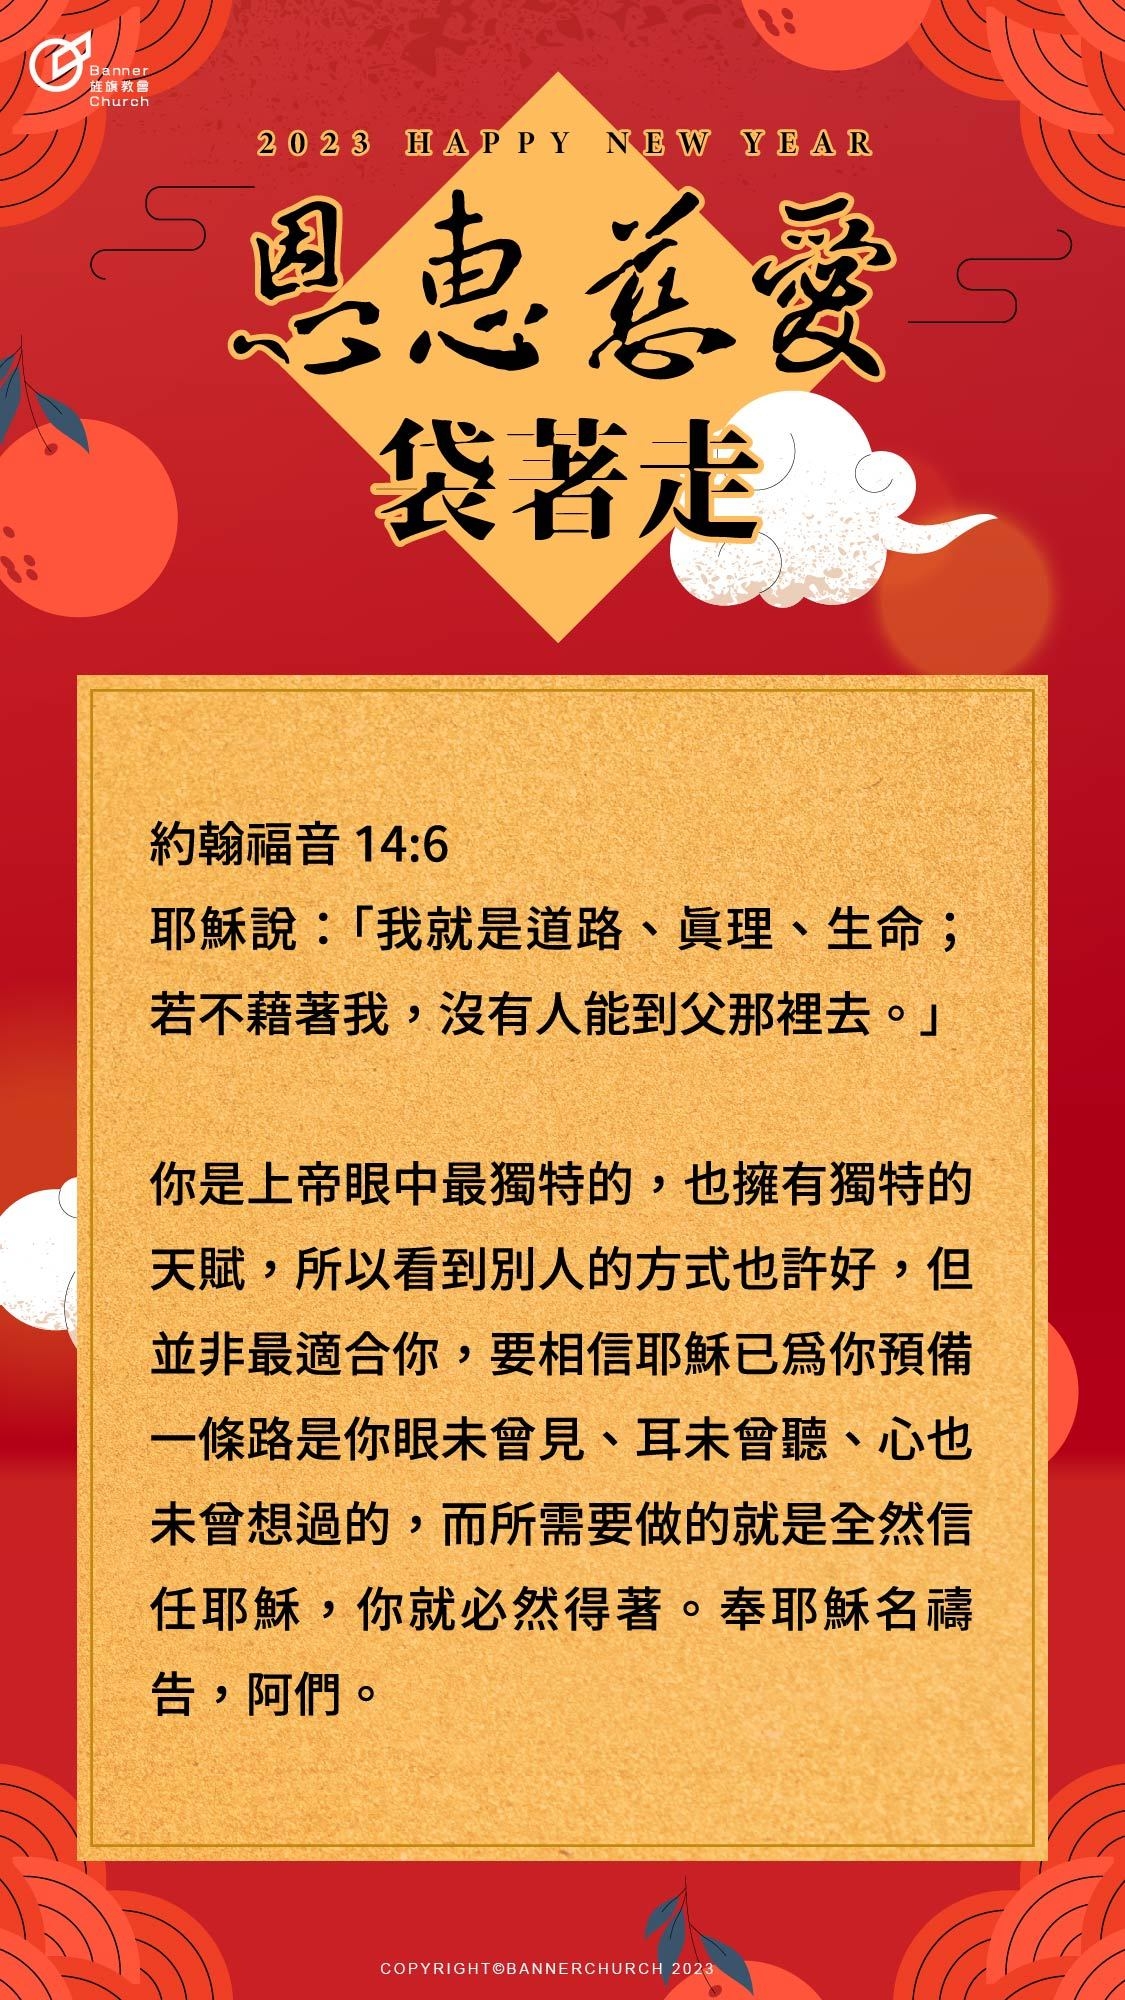 Banner
旌旗教會
Church
2023 HAPPY NEW YEAR
恩惠慈愛
袋著走
約翰福音 14:6
耶穌說：「我就是道路、眞理、生命；
若不藉著我，沒有人能到父那裡去。」
你是上帝眼中最獨特的，也擁有獨特的
天賦，所以看到別人的方式也許好，但
並非最適合你，要相信耶穌已爲你預備
一條路是你眼未曾見、耳未曾聽、心也
未曾想過的，而所需要做的就是全然信
任耶穌，你就必然得著。奉耶穌名禱
告，阿們。
COPYRIGHT©BANNERCHURCH 2023